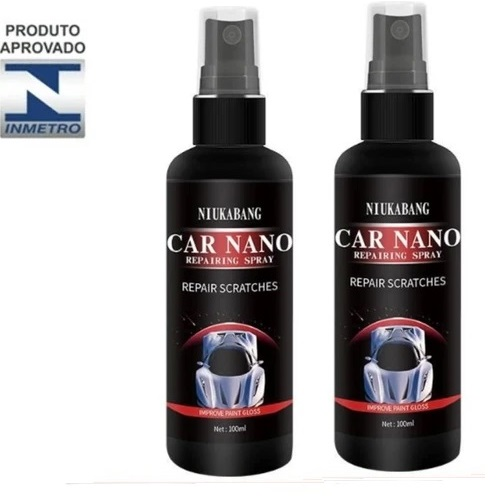 PRODUTO
APROVADO
INMETRO
NIUKABANG
CAR NANO
REPAIRING SPRAY
REPAIR SCRATCHES
IMPROVE PAINT GLOSS
Net : 100ml
NIUKABANG
CAR NANO
REPAIRING SPRAY
REPAIR SCRATCHES
IMPROVE PAINT GLOSS
Net : 100ml